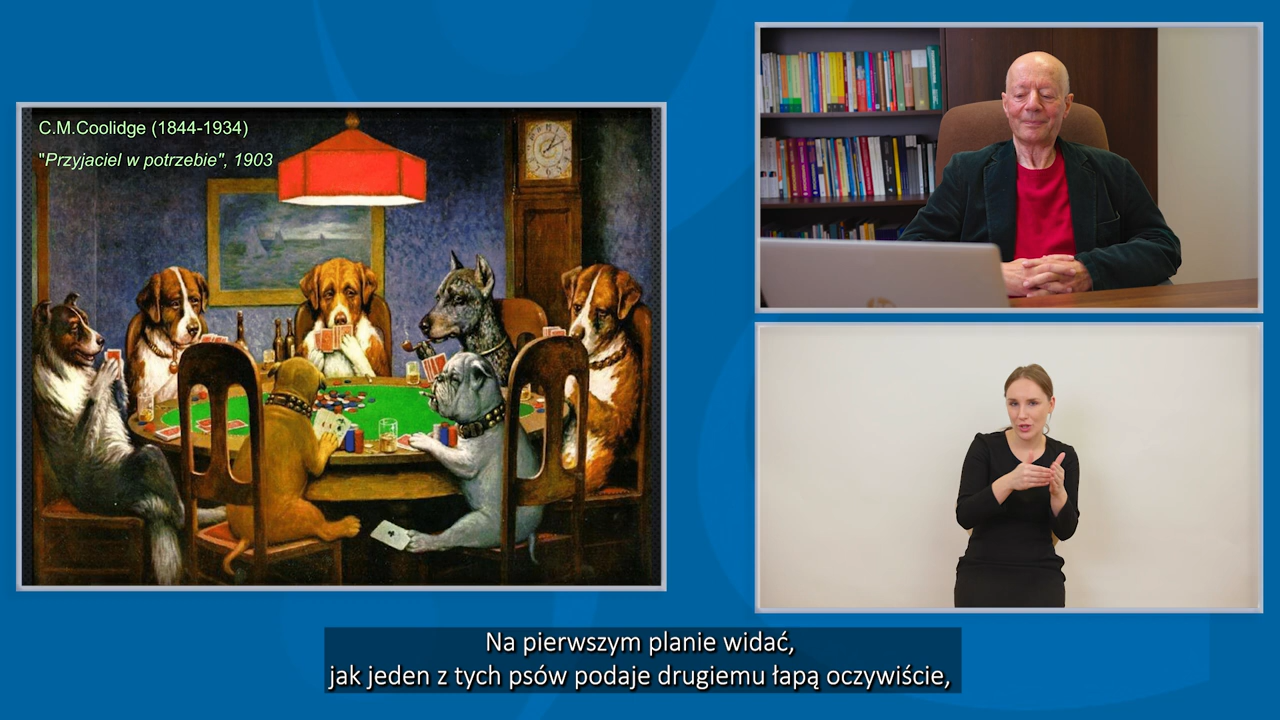 C.M.Coolidge (1844-1934)
"Przyjaciel w potrzebie", 1903
Na pierwszym planie widać,
jak jeden z tych psów podaje drugiemu łapą oczywiście,